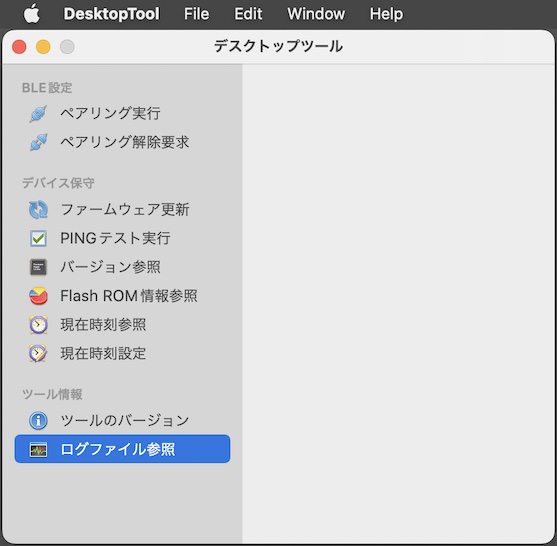 DesktopTool File Edit Window Help
デスクトップツール
BLE設定
ペアリング実行
ペアリング解除要求
デバイス保守
ファームウェア更新
PINGテスト実行
バージョン参照
Flash ROM情報参照
現在時刻参照
現在時刻設定
ツール情報
ツールのバージョン
ログファイル参照